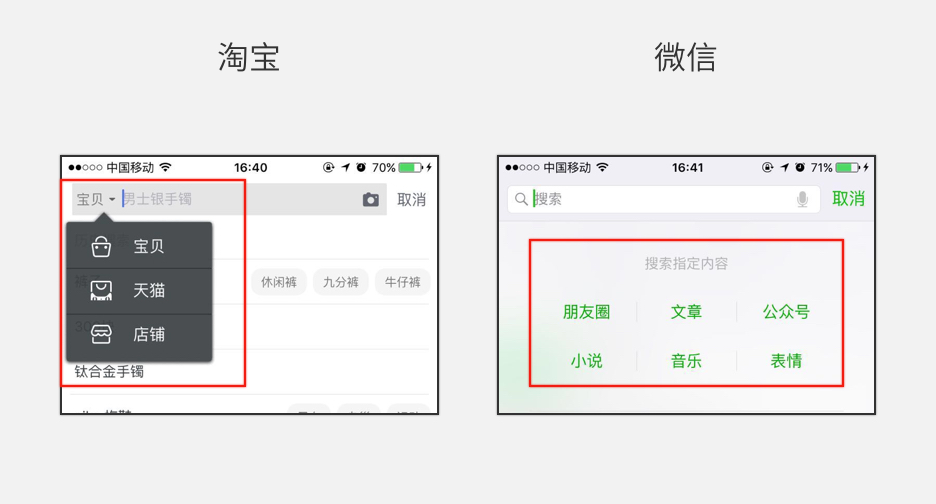 淘宝
微信
中国移动
16:40
70%
宝贝
男士银手镯
取消
宝贝
天猫
店铺
休闲裤
九分裤
牛仔裤
钛合金手镯
中国移动
16:41
71%
搜索
取消
搜索指定内容
朋友圈
文章
公众号
小说
音乐
表情